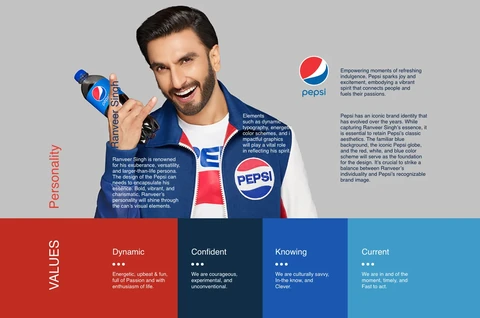 pepsi
Empowering moments of refreshing
indulgence, Pepsi sparks joy and
excitement, embodying a vibrant
spirit that connects people and
fuels their passions.
Pepsi has an iconic brand identity that
has evolved over the years. While
capturing Ranveer Singh's essence, it
is essential to retain Pepsi's classic
aesthetics. The familiar blue
background, the iconic Pepsi globe,
and the red, white, and blue color
scheme will serve as the foundation
for the design. It's crucial to strike a
balance between Ranveer's
individuality and Pepsi's recognizable
brand image.
Elements
such as dynamic
typography, energetic
color schemes, and
impactful graphics
will play a vital role
in reflecting his spirit.
PEPSI
Personality
Ranveer Singh
Ranveer Singh is renowned
for his exuberance, versatility,
and larger-than-life persona.
The design of the Pepsi can
needs to encapsulate his
essence: Bold, vibrant, and
charismatic. Ranveer's
personality will shine through
the can's visual elements.
VALUES
Dynamic
Energetic, upbeat & fun,
full of Passion and with
enthusiasm of life.
Confident
We are courageous,
experimental, and
unconventional.
Knowing
We are culturally savvy,
In-the know, and
Clever.
Current
We are in and of the
moment, timely, and
Fast to act.